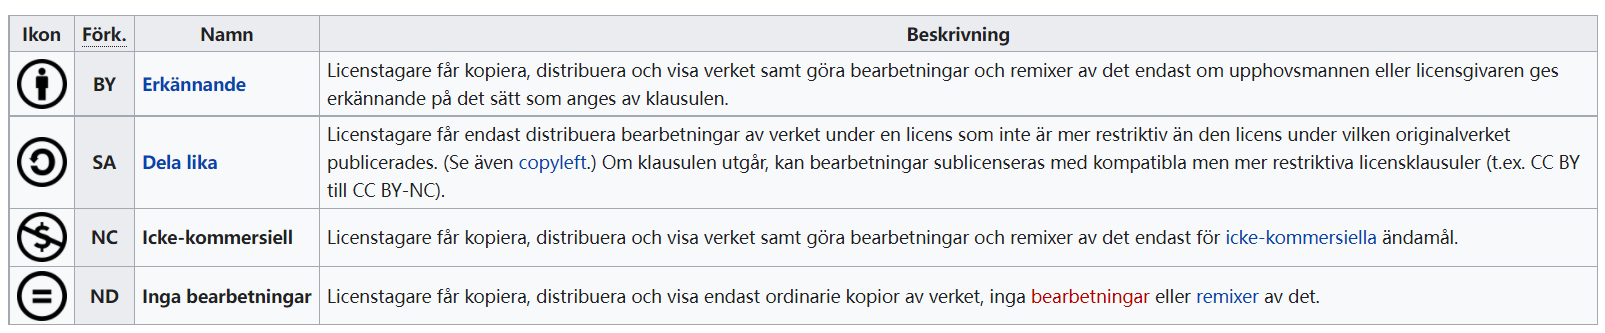 Ikon Förk. Namn Beskrivning
BY Erkännande Licenstagare får kopiera, distribuera och visa verket samt göra bearbetningar och remixer av det endast om upphovsmannen eller licensgivaren ges
erkännande på det sätt som anges av klausulen.
SA Dela lika Licenstagare får endast distribuera bearbetningar av verket under en licens som inte är mer restriktiv än den licens under vilken originalverket
publicerades. (Se även copyleft.) Om klausulen utgår, kan bearbetningar sublicenseras med kompatibla men mer restriktiva licensklausuler (t.ex. CC BY
till CC BY-NC).
NC Icke-kommersiell Licenstagare får kopiera, distribuera och visa verket samt göra bearbetningar och remixer av det endast för icke-kommersiella ändamål.
ND Inga bearbetningar Licenstagare får kopiera, distribuera och visa endast ordinarie kopior av verket, inga bearbetningar eller remixer av det.